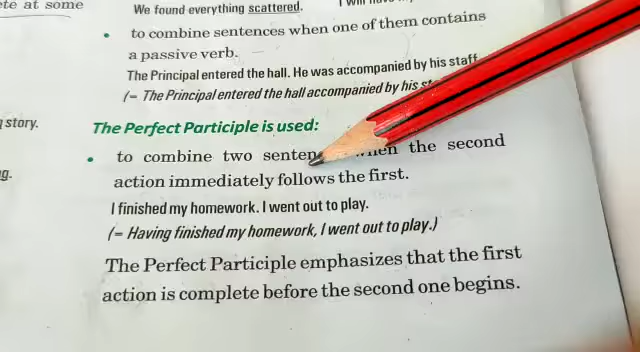 ete at some
We found everything scattered.
• to combine sentences when one of them contains
a passive verb.
The Principal entered the hall. He was accompanied by his staff
(= The Principal entered the hall accompanied by his
story.
The Perfect Participle is used:
• to combine two when the second
g.
action immediately follows the first.
I finished my homework. I went out to play.
(= Having finished my homework, I went out to play.)
The Perfect Participle emphasizes that the first
action is complete before the second one begins.